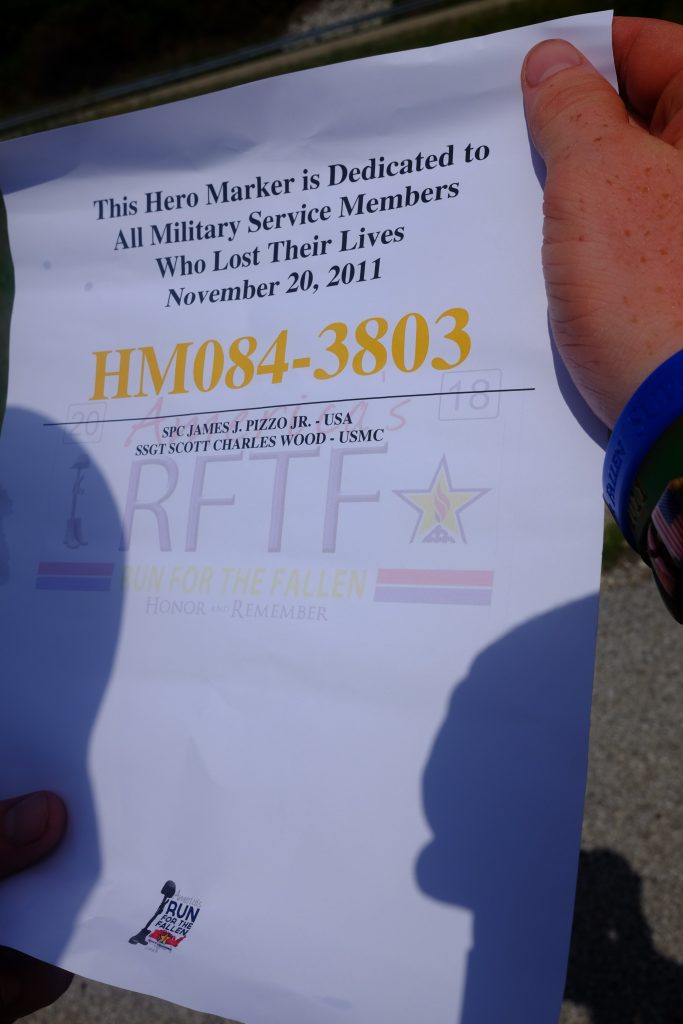 This Hero Marker is Dedicated to
All Military Service Members
Who Lost Their Lives
November 20, 2011
HM084-3803
20 America's 18
SPC JAMES J. PIZZO JR. - USA
SSGT SCOTT CHARLES WOOD - USMC
RFTF
RUN FOR THE FALLEN
HONOR AND REMEMBER
FALLEN
America's
RUN
FOR THE
FALLEN